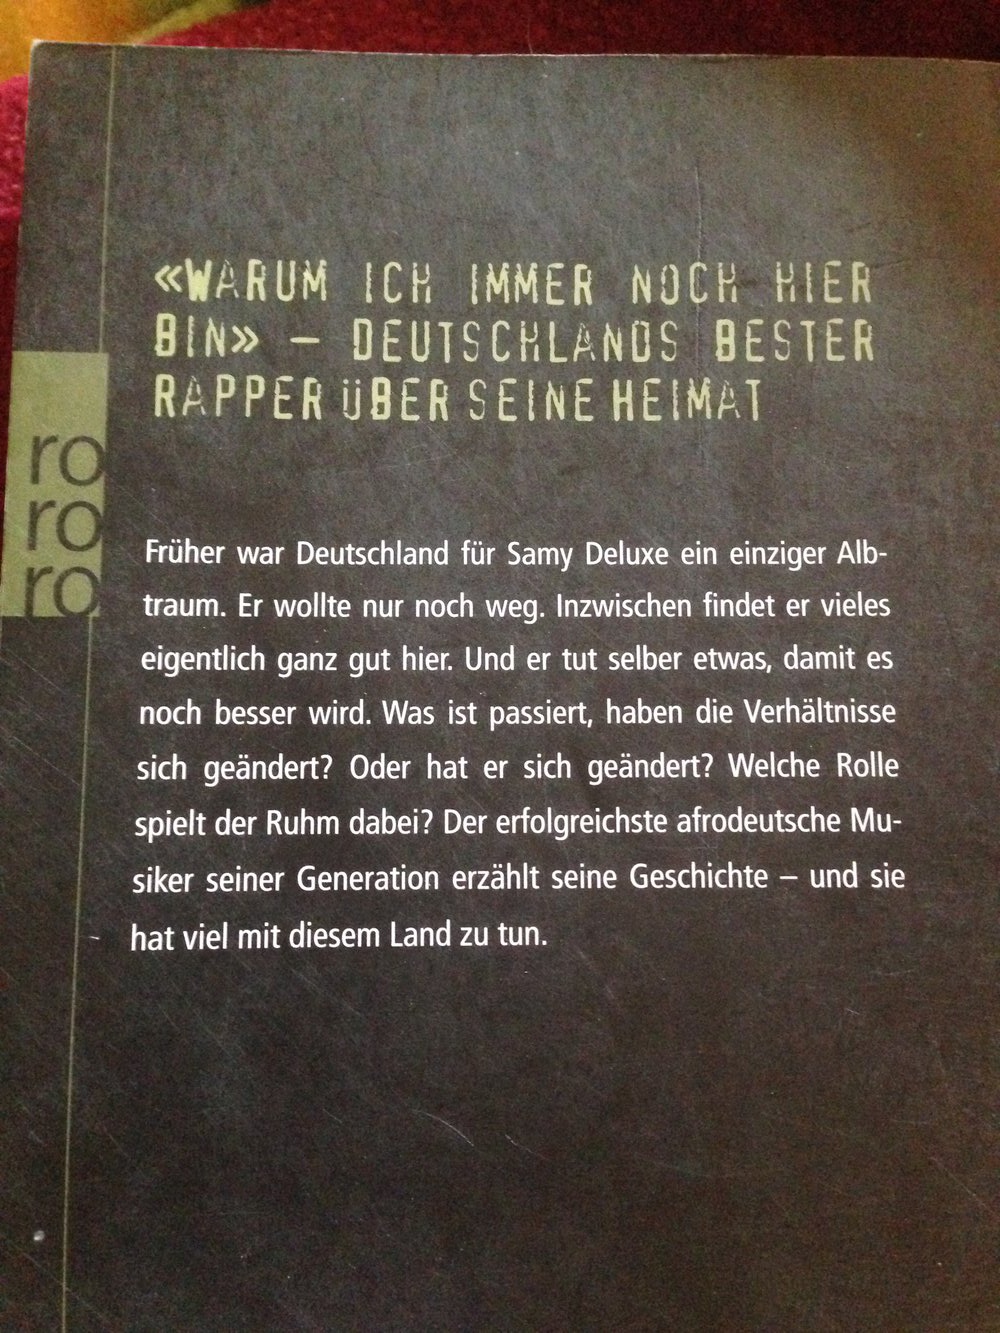 «WARUM ICH IMMER NOCH HIER
BIN» – DEUTSCHLANDS BESTER
RAPPER ÜBER SEINE HEIMAT
ro
ro
ro
Früher war Deutschland für Samy Deluxe ein einziger Alb-
traum. Er wollte nur noch weg. Inzwischen findet er vieles
eigentlich ganz gut hier. Und er tut selber etwas, damit es
noch besser wird. Was ist passiert, haben die Verhältnisse
sich geändert? Oder hat er sich geändert? Welche Rolle
spielt der Ruhm dabei? Der erfolgreichste afrodeutsche Mu-
siker seiner Generation erzählt seine Geschichte – und sie
hat viel mit diesem Land zu tun.